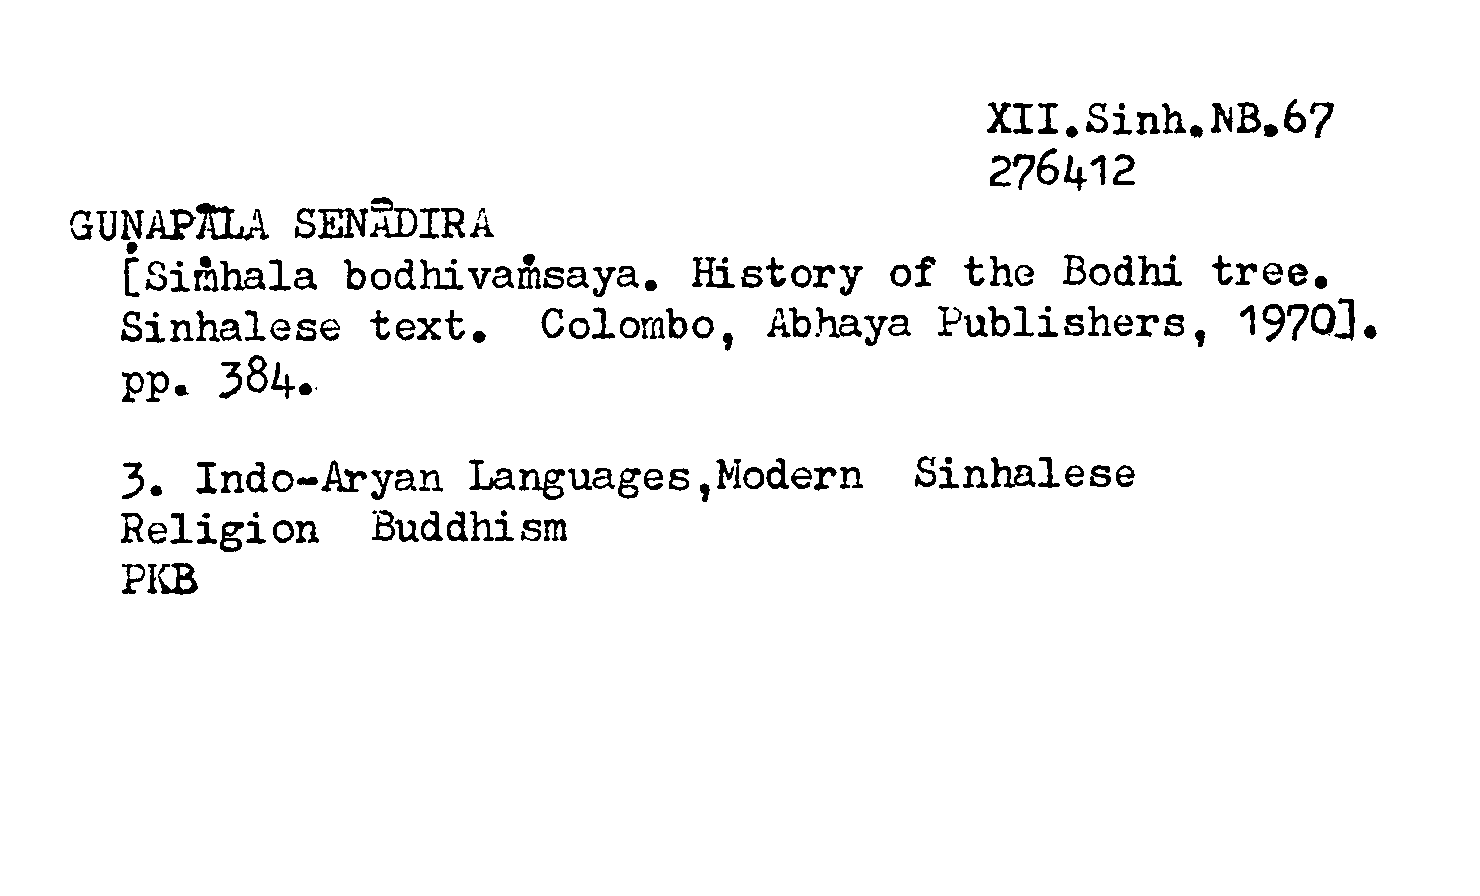 XII.Sinh.NB.67
276412
GUṆAPĀLA SENĀDIRA
[Siṁhala bodhivaṁsaya. History of the Bodhi tree.
Sinhalese text. Colombo, Abhaya Publishers, 1970].
pp. 384.
3. Indo-Aryan Languages,Modern Sinhalese
Religion Buddhism
PKB